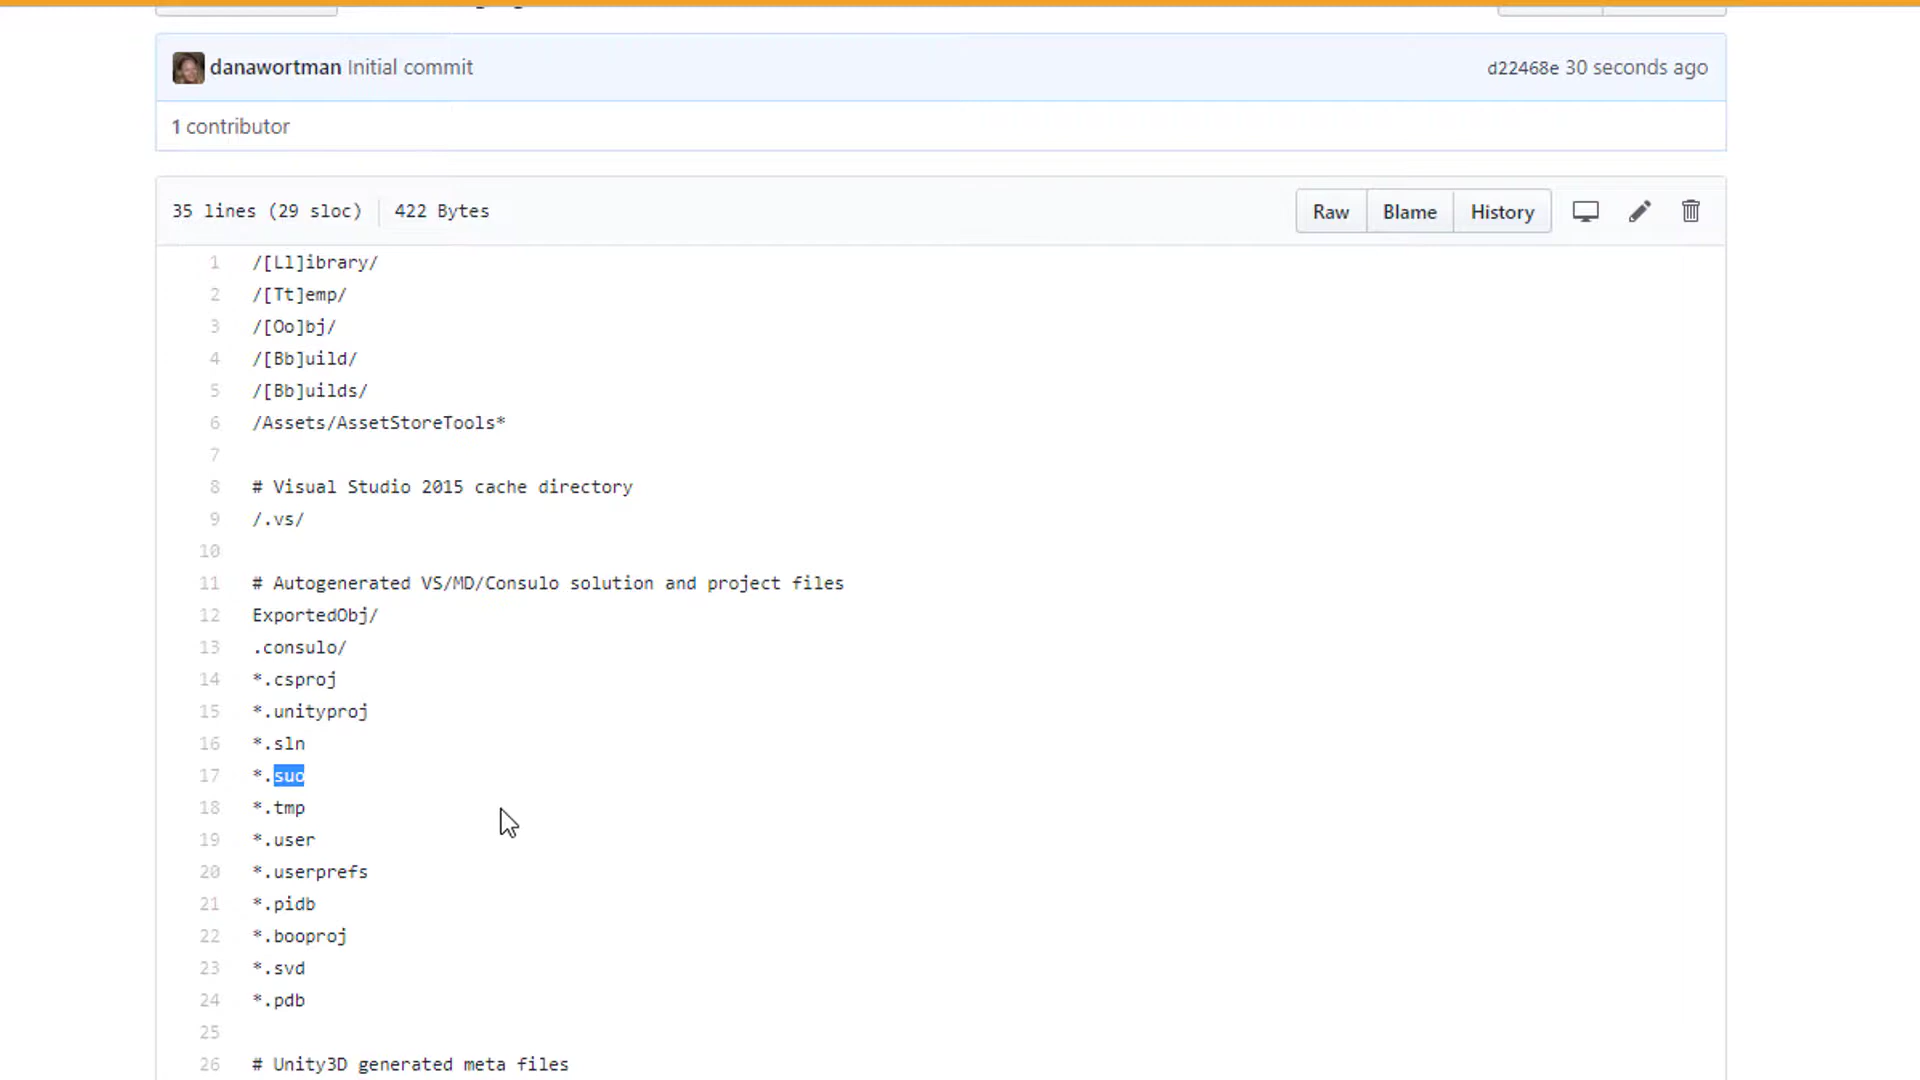 danawortman Initial commit
d22468e 30 seconds ago
1 contributor
35 lines (29 sloc) 422 Bytes
Raw Blame History
1 /[Ll]ibrary/
2 /[Tt]emp/
3 /[Oo]bj/
4 /[Bb]uild/
5 /[Bb]uilds/
6 /Assets/AssetStoreTools*
7
8 # Visual Studio 2015 cache directory
9 /.vs/
10
11 # Autogenerated VS/MD/Consulo solution and project files
12 ExportedObj/
13 .consulo/
14 *.csproj
15 *.unityproj
16 *.sln
17 *.suo
18 *.tmp
19 *.user
20 *.userprefs
21 *.pidb
22 *.booproj
23 *.svd
24 *.pdb
25
26 # Unity3D generated meta files